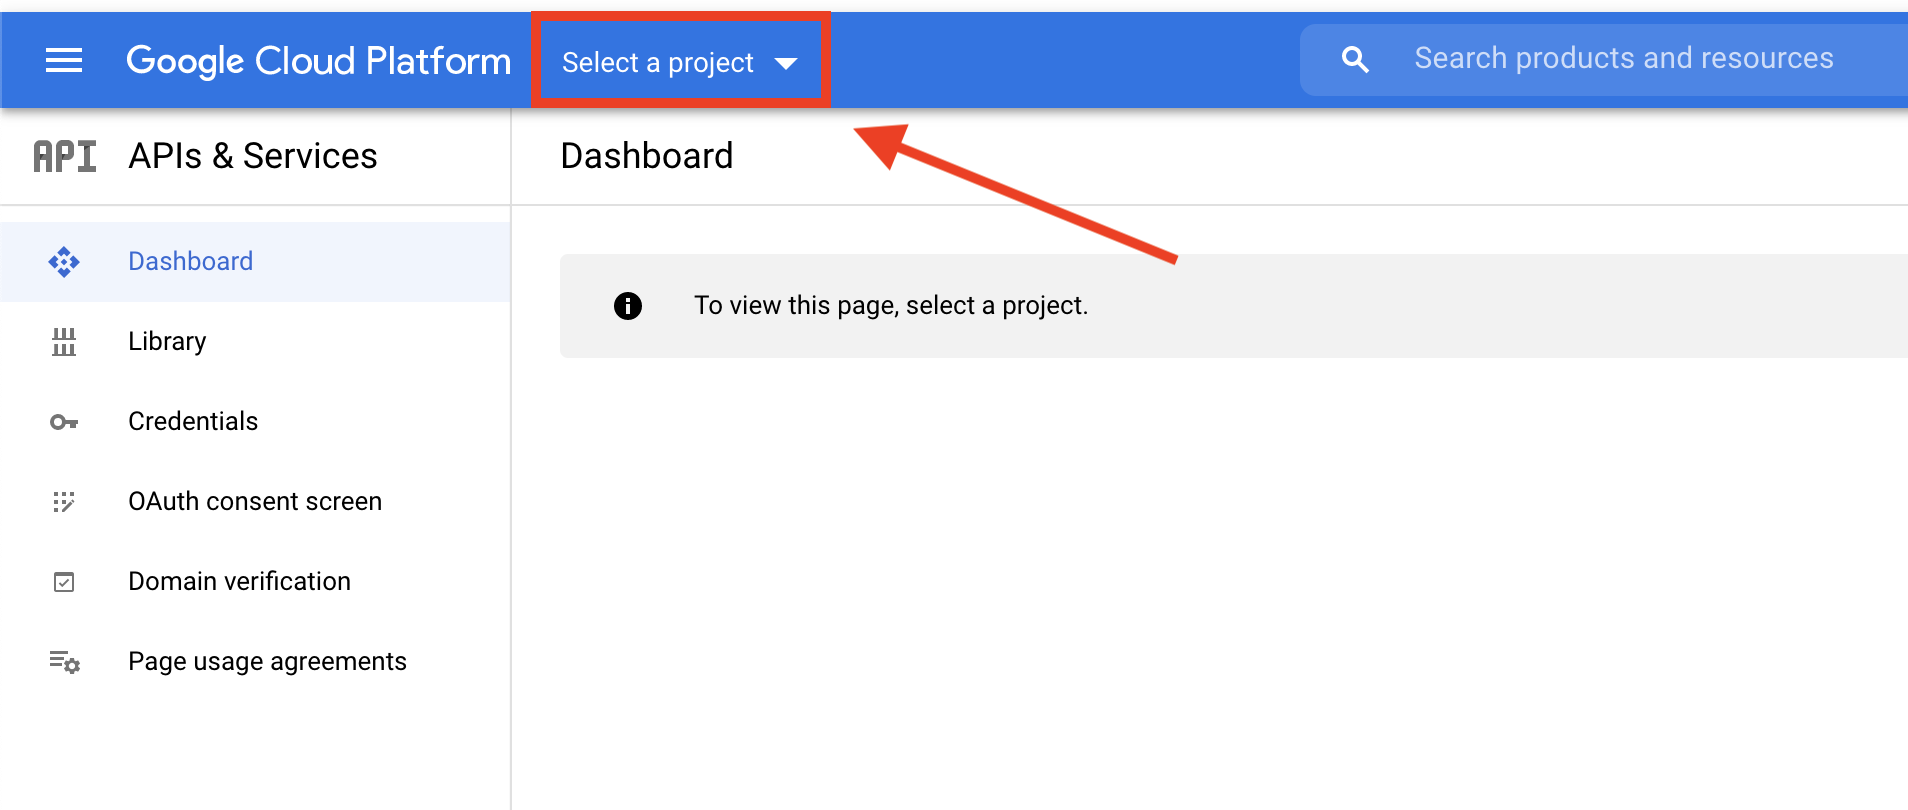 Google Cloud Platform
Select a project
Search products and resources
API
APIs & Services
Dashboard
Dashboard
Library
Credentials
OAuth consent screen
Domain verification
Page usage agreements
To view this page, select a project.